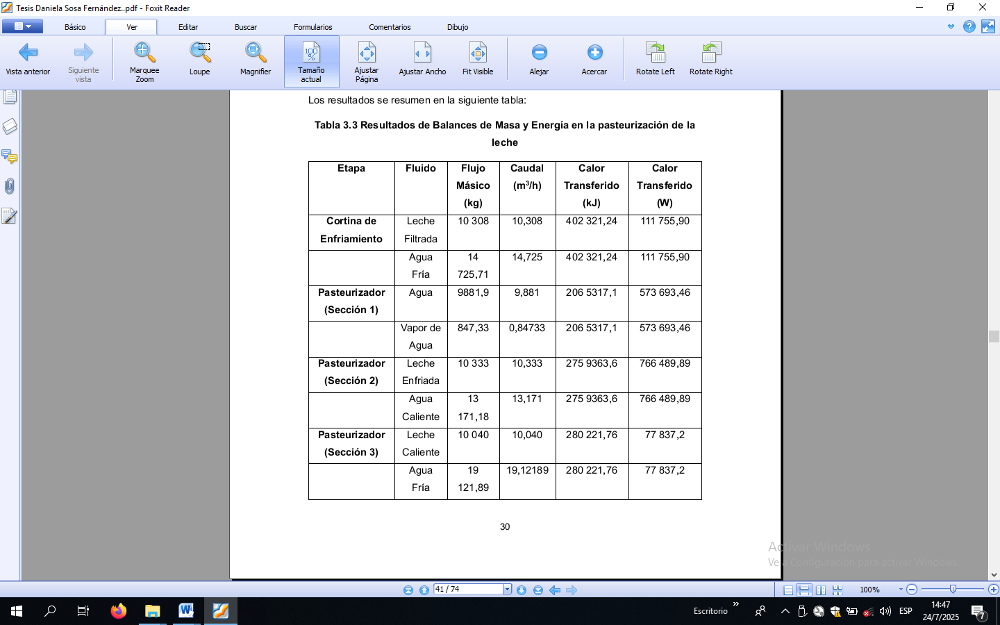 Tesis Daniela Sosa Fernández..pdf - Foxit Reader
Básico Ver Editar Buscar Formularios Comentarios Dibujo
Vista anterior Siguiente vista Marquee Zoom Loupe Magnifier Tamaño actual Ajustar Página Ajustar Ancho Fit Visible Alejar Acercar Rotate Left Rotate Right
100 %
Los resultados se resumen en la siguiente tabla:
Tabla 3.3 Resultados de Balances de Masa y Energía en la pasteurización de la
leche
Etapa Fluido Flujo Másico (kg) Caudal (m³/h) Calor Transferido (kJ) Calor Transferido (W)
Cortina de Enfriamiento Leche Filtrada 10 308 10,308 402 321,24 111 755,90
Agua Fría 14 725,71 14,725 402 321,24 111 755,90
Pasteurizador (Sección 1) Agua 9881,9 9,881 206 5317,1 573 693,46
Vapor de Agua 847,33 0,84733 206 5317,1 573 693,46
Pasteurizador (Sección 2) Leche Enfriada 10 333 10,333 275 9363,6 766 489,89
Agua Caliente 13 171,18 13,171 275 9363,6 766 489,89
Pasteurizador (Sección 3) Leche Caliente 10 040 10,040 280 221,76 77 837,2
Agua Fría 19 121,89 19,12189 280 221,76 77 837,2
30
Activar Windows
Ve a Configuración para activar Windows.
41 / 74
100%
Escritorio
ESP
14:47
24/7/2025
7